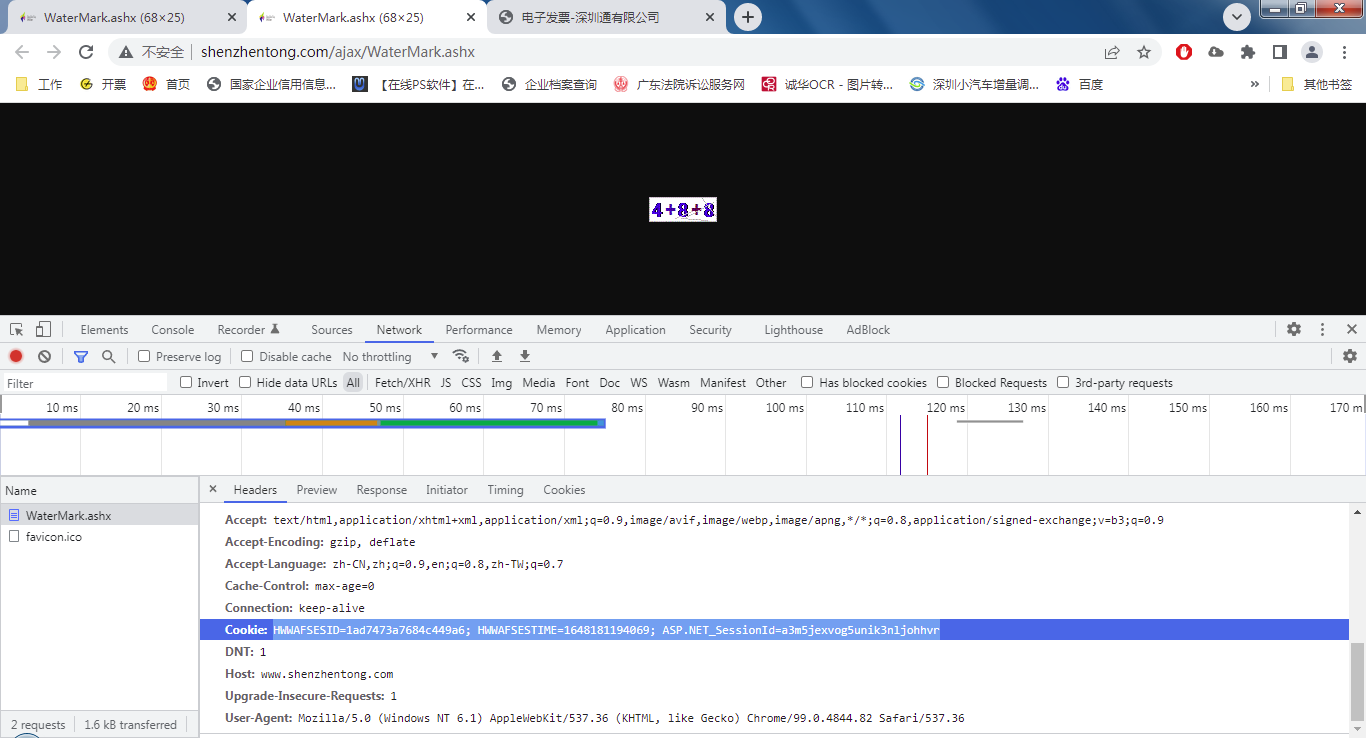 WaterMark.ashx (68×25)
WaterMark.ashx (68×25)
电子发票-深圳通有限公司
不安全 shenzhentong.com/ajax/WaterMark.ashx
工作 开票 首页 国家企业信用信息... 【在线PS软件】在... 企业档案查询 广东法院诉讼服务网 诚华OCR - 图片转... 深圳小汽车增量调... 百度 » 其他书签
4+8+8
Elements Console Recorder Sources Network Performance Memory Application Security Lighthouse AdBlock
Preserve log Disable cache No throttling
Filter Invert Hide data URLs All Fetch/XHR JS CSS Img Media Font Doc WS Wasm Manifest Other Has blocked cookies Blocked Requests 3rd-party requests
10 ms 20 ms 30 ms 40 ms 50 ms 60 ms 70 ms 80 ms 90 ms 100 ms 110 ms 120 ms 130 ms 140 ms 150 ms 160 ms 170 m
Name
WaterMark.ashx
favicon.ico
Headers Preview Response Initiator Timing Cookies
Accept: text/html,application/xhtml+xml,application/xml;q=0.9,image/avif,image/webp,image/apng,*/*;q=0.8,application/signed-exchange;v=b3;q=0.9
Accept-Encoding: gzip, deflate
Accept-Language: zh-CN,zh;q=0.9,en;q=0.8,zh-TW;q=0.7
Cache-Control: max-age=0
Connection: keep-alive
Cookie: HWWAFSESID=1ad7473a7684c449a6; HWWAFSESTIME=1648181194069; ASP.NET_SessionId=a3m5jexvog5unik3nljohhvr
DNT: 1
Host: www.shenzhentong.com
Upgrade-Insecure-Requests: 1
User-Agent: Mozilla/5.0 (Windows NT 6.1) AppleWebKit/537.36 (KHTML, like Gecko) Chrome/99.0.4844.82 Safari/537.36
2 requests 1.6 kB transferred